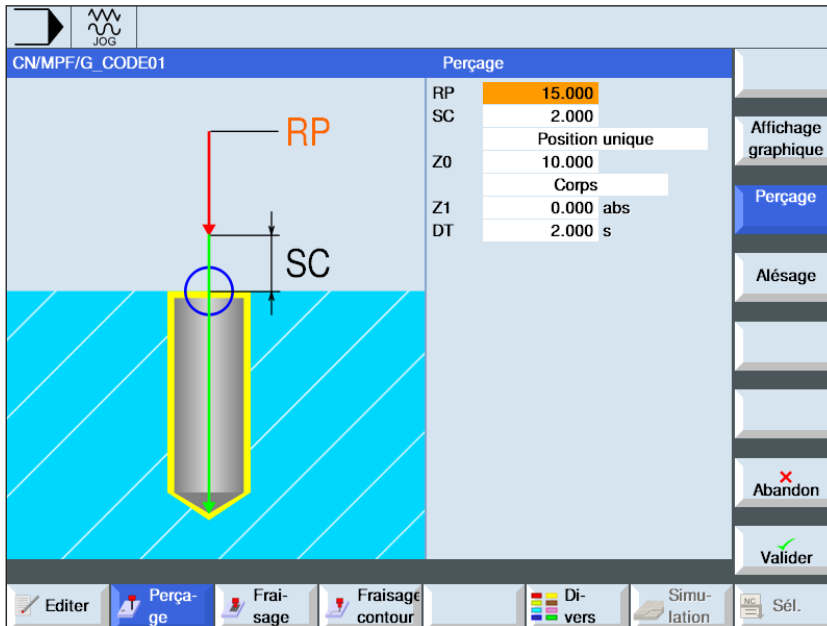 JOG
CN/MPF/G_CODE01
Perçage
RP 15.000
SC 2.000
Position unique
Z0 10.000
Corps
Z1 0.000 abs
DT 2.000 s
RP
SC
Affichage
graphique
Perçage
Alésage
Abandon
Valider
Editer
Perça-
ge
Frai-
sage
Fraisage
contour
Di-
vers
Simu-
lation
NC
Sél.